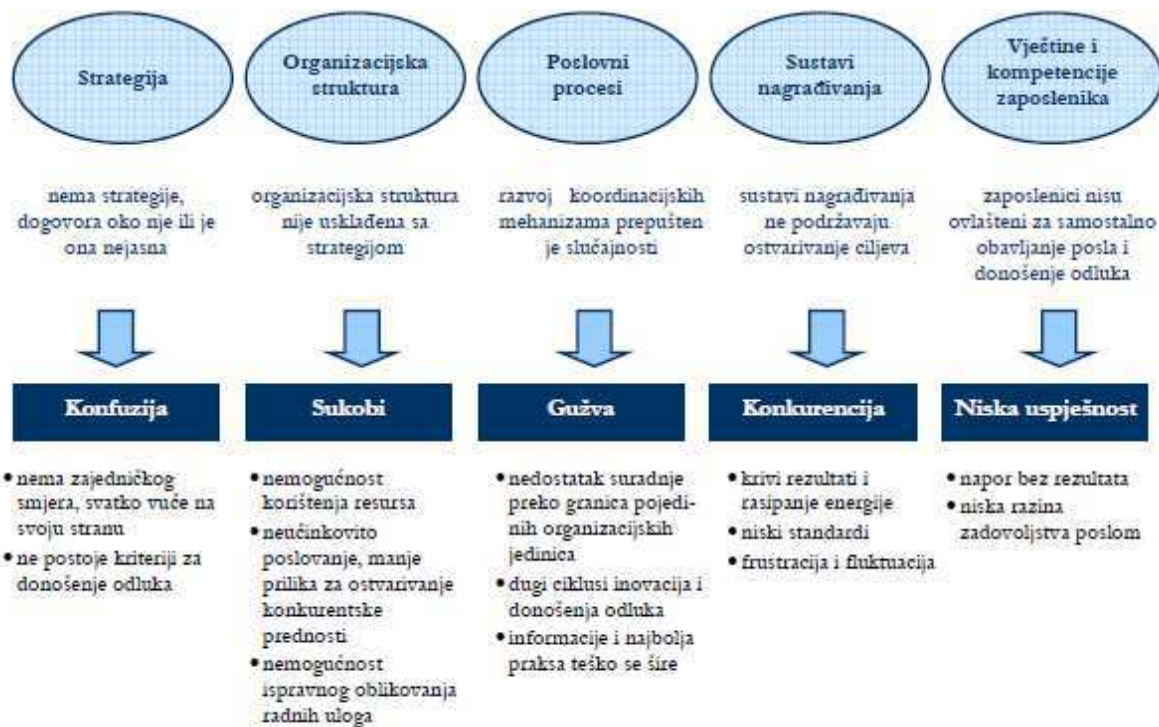 Strategija
Organizacijska
struktura
Poslovni
procesi
Sustavi
nagrađivanja
Vještine i
kompetencije
zaposlenika
nema strategije,
dogovora oko nje ili je
ona nejasna
organizacijska struktura
nije usklađena sa
strategijom
razvoj koordinacijskih
mehanizama prepušten
je slučajnosti
sustavi nagrađivanja
ne podržavaju
ostvarivanje ciljeva
zaposlenici nisu
ovlašteni za samostalno
obavljanje posla i
donošenje odluka
Konfuzija
Sukobi
Gužva
Konkurencija
Niska uspješnost
• nema zajedničkog
smjera, svatko vuče na
svoju stranu
• ne postoje kriteriji za
donošenje odluka
• nemogućnost
korištenja resursa
• neučinkovito
poslovanje, manje
prilika za ostvarivanje
konkurentske
prednosti
• nemogućnost
ispravnog oblikovanja
radnih uloga
• nedostatak suradnje
preko granica pojedi-
nih organizacijskih
jedinica
• dugi ciklusi inovacija i
donošenja odluka
• informacije i najbolja
praksa teško se šire
• krivi rezultati i
rasipanje energije
• niski standardi
• frustracija i fluktuacija
• napor bez rezultata
• niska razina
zadovoljstva poslom